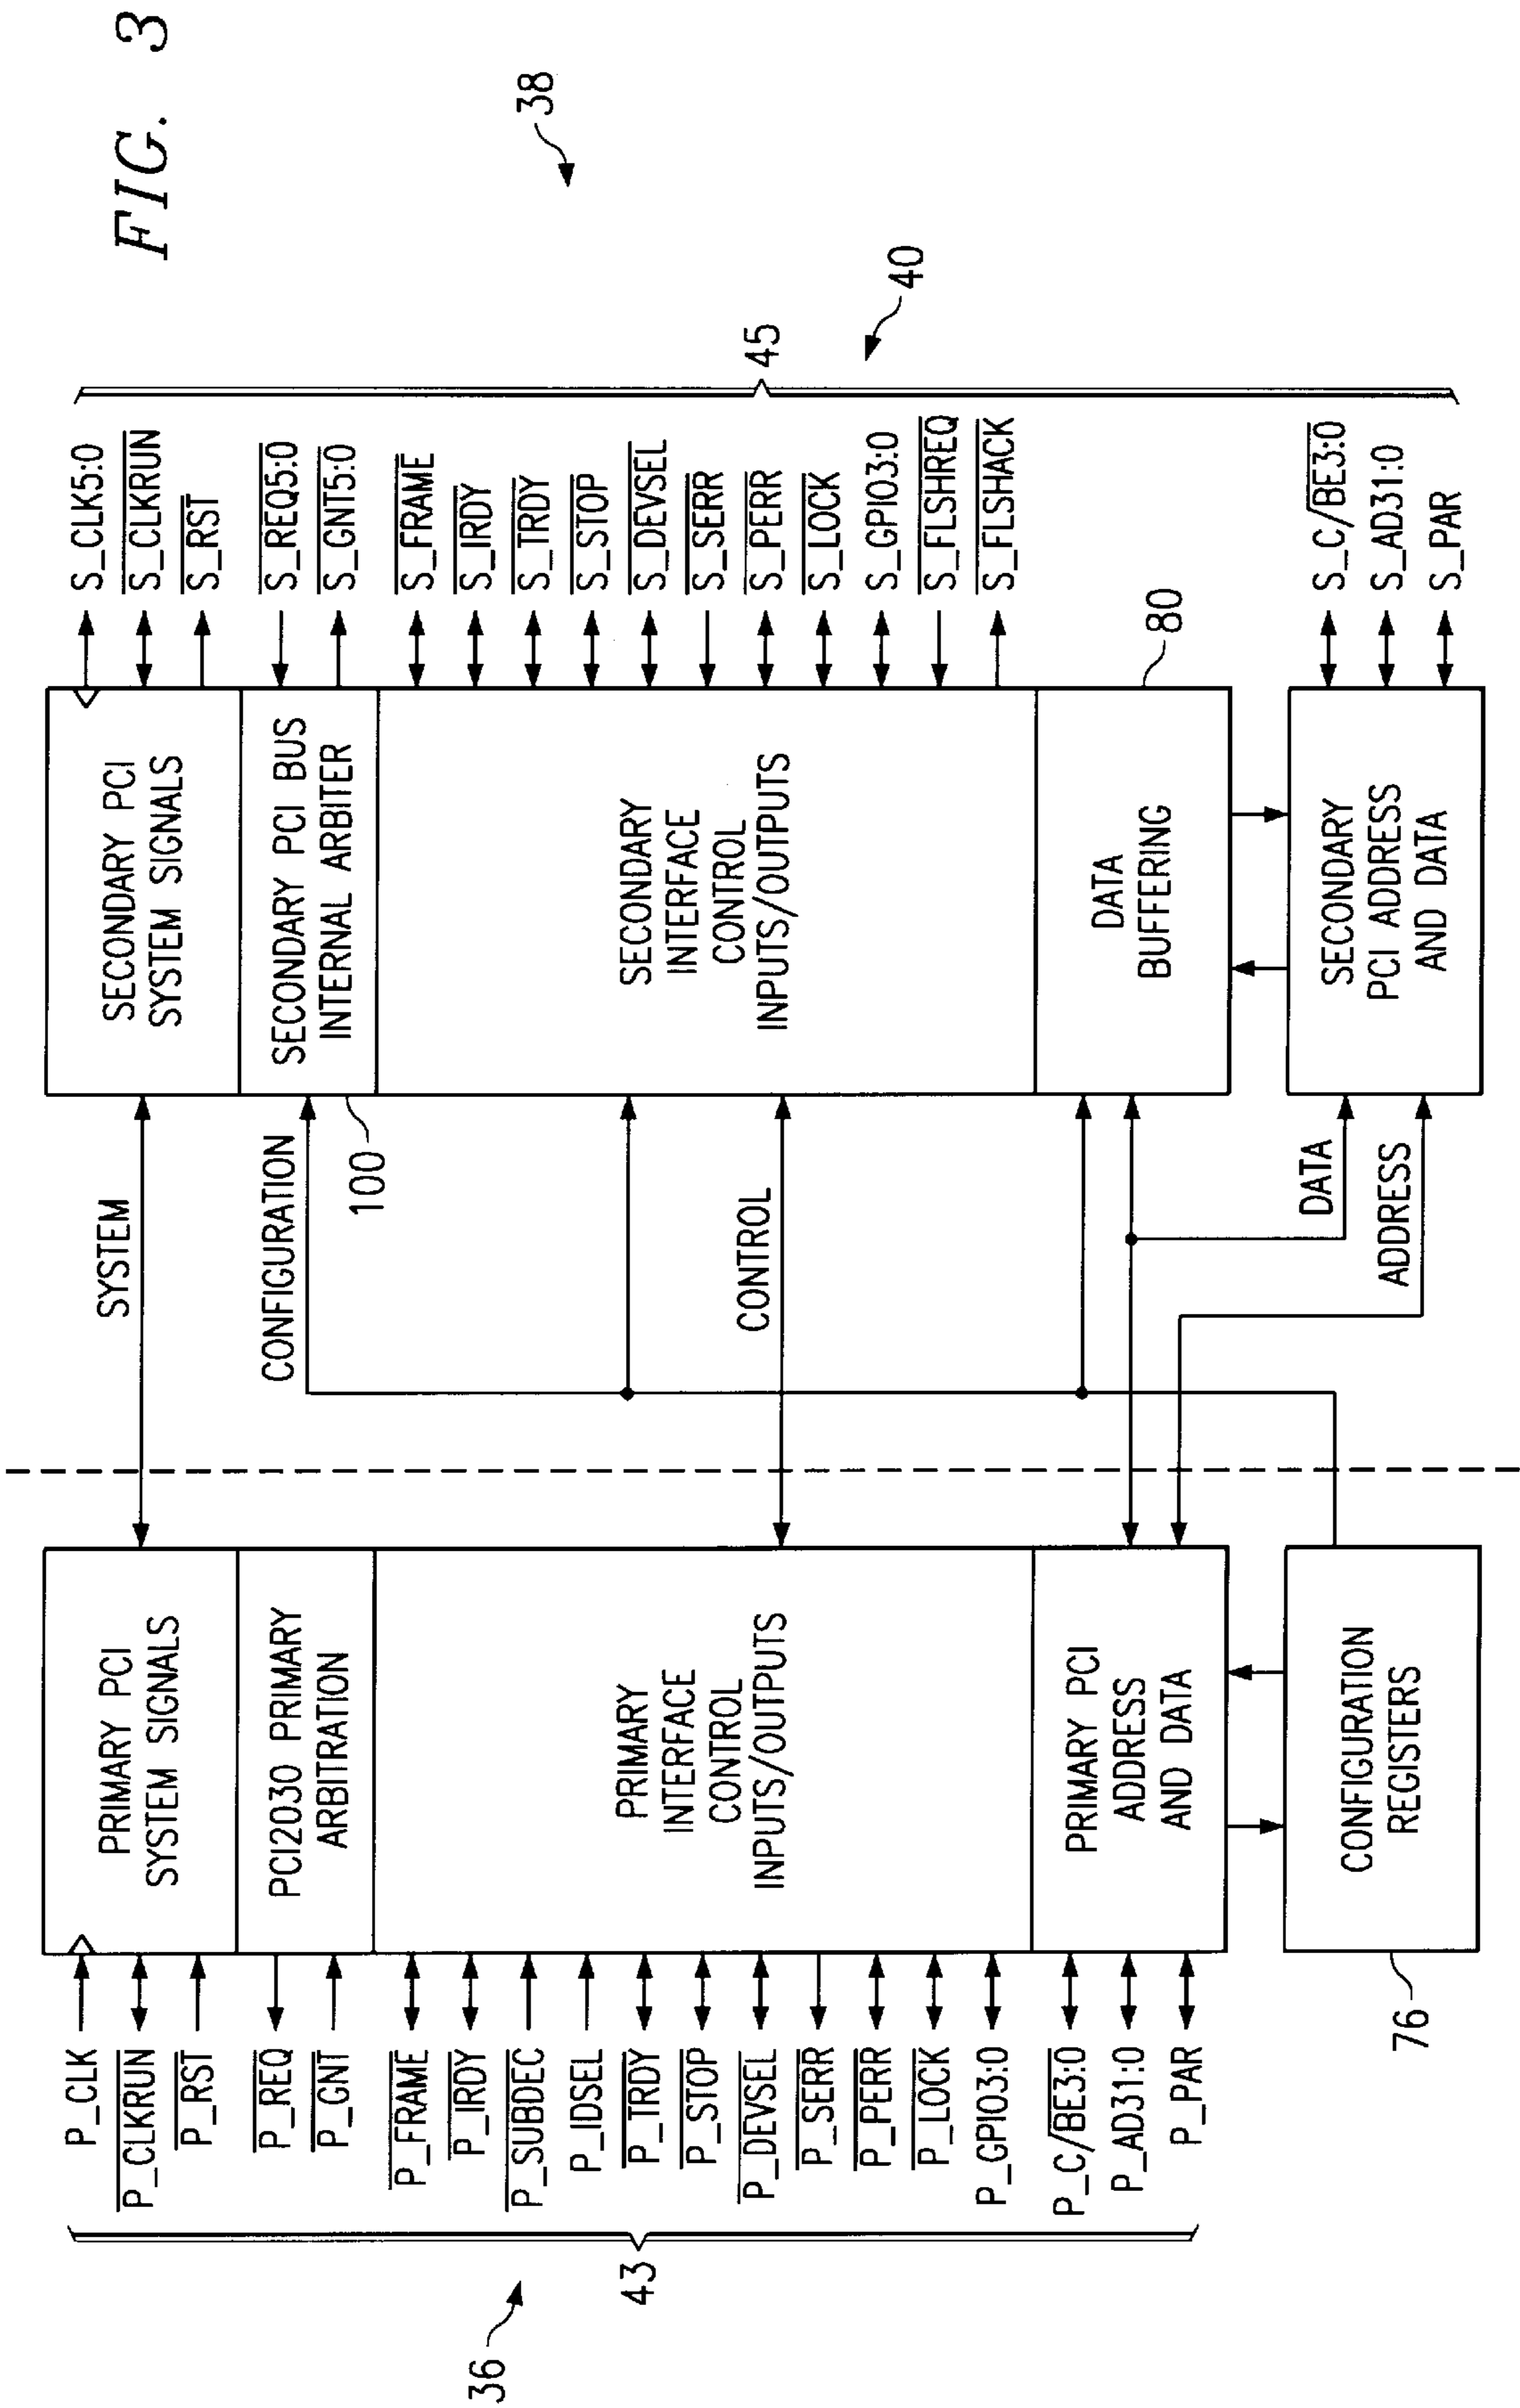 FIG. 3
38
40
36
43
45
P_CLK
P_CLKRUN
P_RST
P_REQ
P_GNT
P_FRAME
P_IRDY
P_SUBDEC
P_IDSEL
P_TRDY
P_STOP
P_DEVSEL
P_SERR
P_PERR
P_LOCK
P_GPIO3:0
P_C/BE3:0
P_AD31:0
P_PAR
PRIMARY PCI
SYSTEM SIGNALS
PCI2030 PRIMARY
ARBITRATION
PRIMARY
INTERFACE
CONTROL
INPUTS/OUTPUTS
PRIMARY PCI
ADDRESS
AND DATA
CONFIGURATION
REGISTERS
76
SYSTEM
CONFIGURATION
100
CONTROL
DATA
ADDRESS
SECONDARY PCI
SYSTEM SIGNALS
SECONDARY PCI BUS
INTERNAL ARBITER
SECONDARY
INTERFACE
CONTROL
INPUTS/OUTPUTS
DATA
BUFFERING
80
SECONDARY
PCI ADDRESS
AND DATA
S_CLK5:0
S_CLKRUN
S_RST
S_REQ5:0
S_GNT5:0
S_FRAME
S_IRDY
S_TRDY
S_STOP
S_DEVSEL
S_SERR
S_PERR
S_LOCK
S_GPIO3:0
S_FLSHREQ
S_FLSHACK
S_C/BE3:0
S_AD31:0
S_PAR